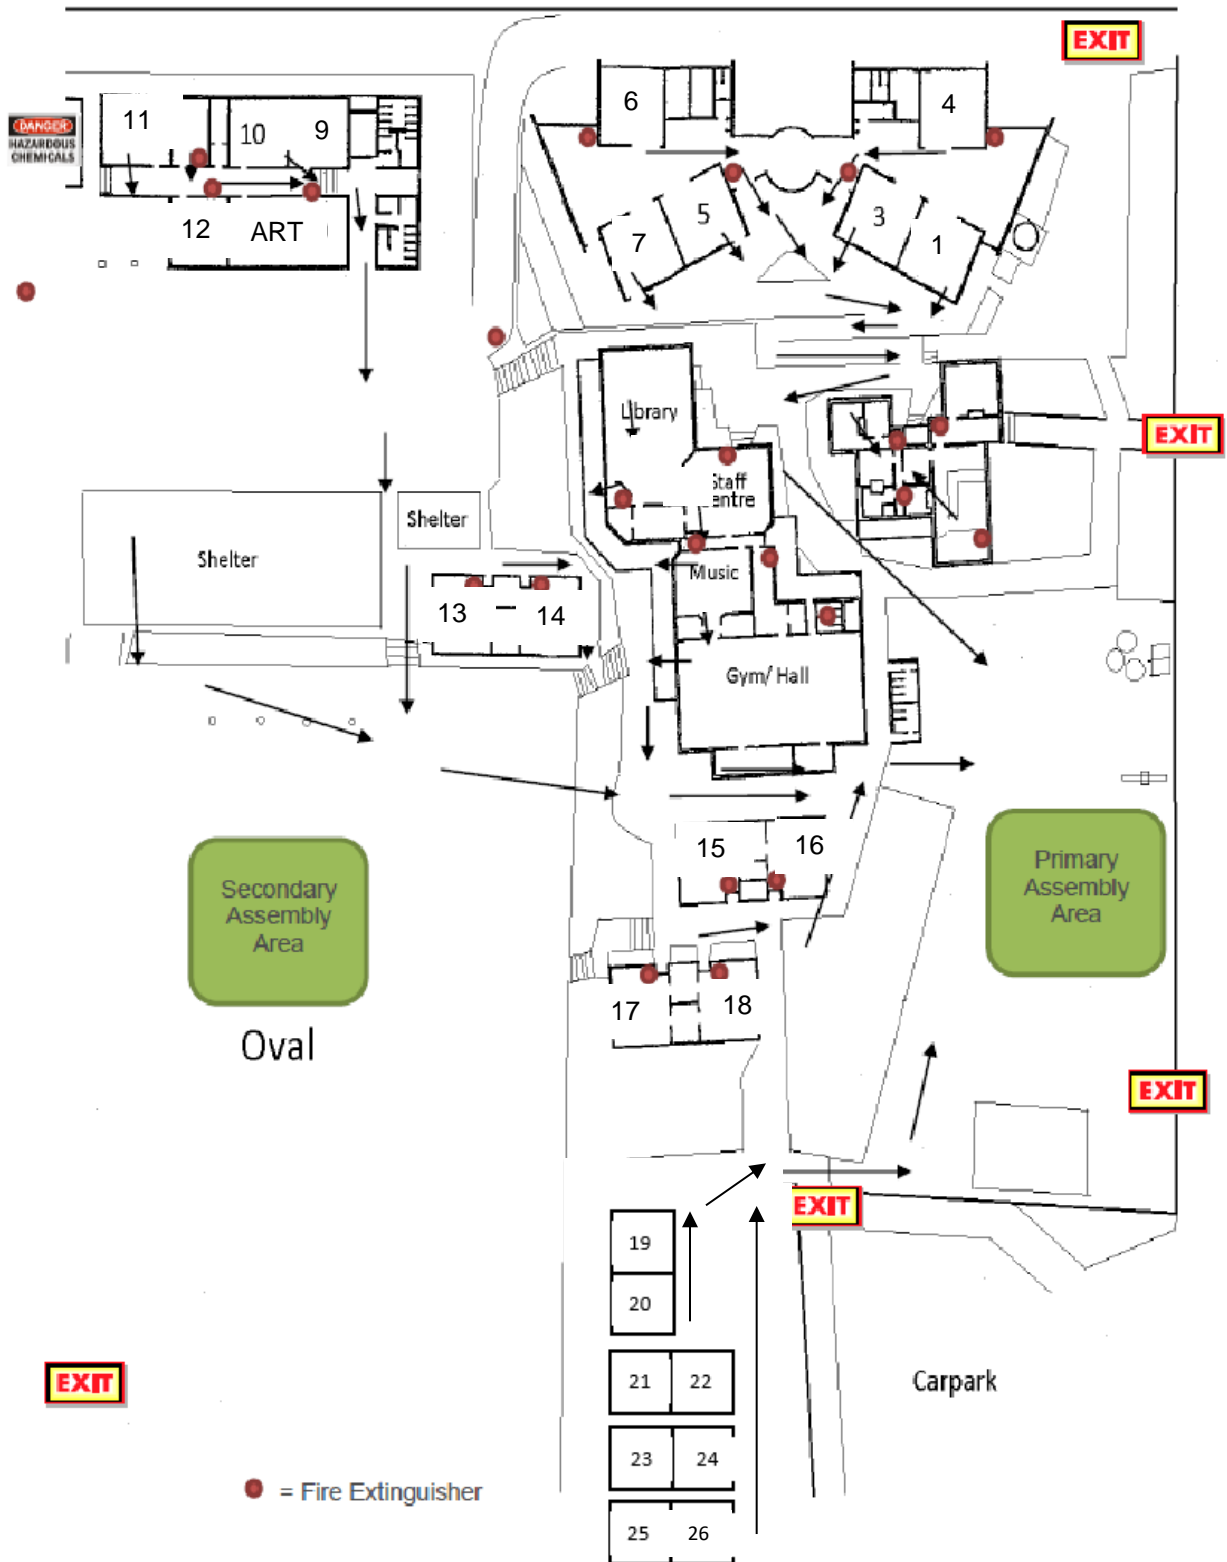 EXIT
6
4
11
10
9
DANGER
HAZARDOUS
CHEMICALS
12
ART
5
7
3
1
Library
EXIT
Staff
entre
Shelter
Shelter
Music
13
14
Gym/ Hall
15
16
Secondary
Assembly
Area
Primary
Assembly
Area
17
18
Oval
EXIT
EXIT
19
20
21
22
EXIT
Carpark
23
24
= Fire Extinguisher
25
26